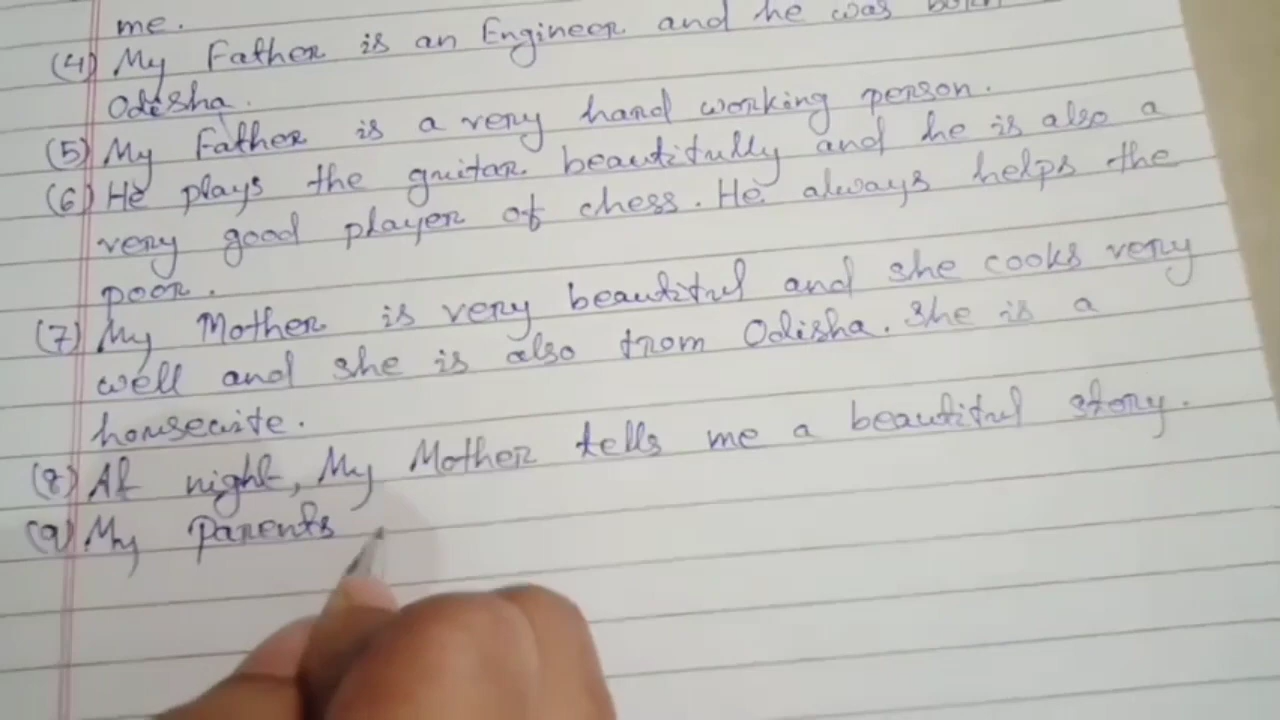 me.
(4) My Father is an Engineer and he was born
Odisha.
(5) My Father is a very hard working person.
(6) He plays the guitar beautifully and he is also a
very good player of chess. He always helps the
poor.
(7) My Mother is very beautiful and she cooks very
well and she is also from Odisha. She is a
housewife.
(8) At night, My Mother tells me a beautiful story.
(9) My Parents